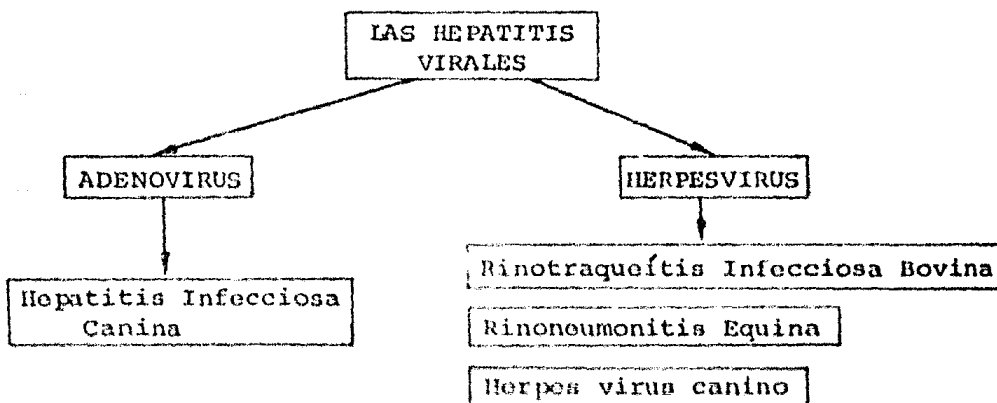 LAS HEPATITIS
VIRALES
ADENOVIRUS
HERPESVIRUS
Hepatitis Infecciosa
Canina
Rinotraqueítis Infecciosa Bovina
Rinoneumonitis Equina
Herpes virus canino